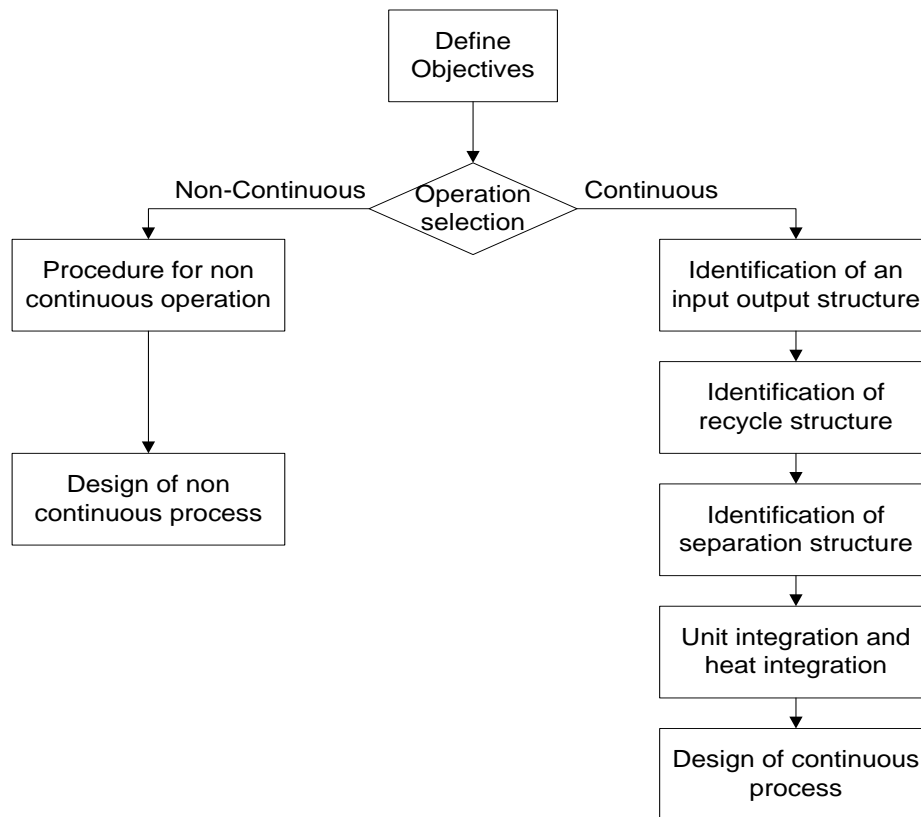 Define
Objectives
Non-Continuous
Operation
selection
Continuous
Procedure for non
continuous operation
Design of non
continuous process
Identification of an
input output structure
Identification of
recycle structure
Identification of
separation structure
Unit integration and
heat integration
Design of continuous
process